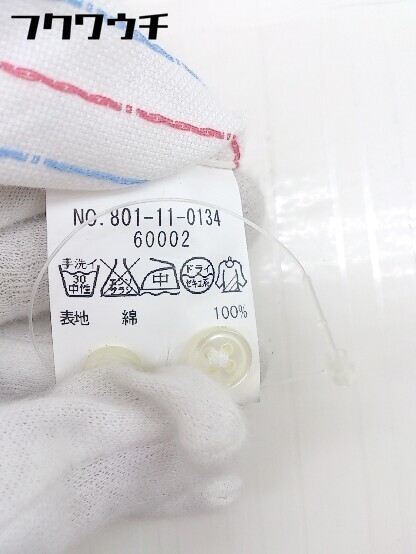 フクワウチ
NO. 801-11-0134
60002
手洗イ 30 中性 エンソ サラシ 中 ドライ セキユ系
表地 綿 100%